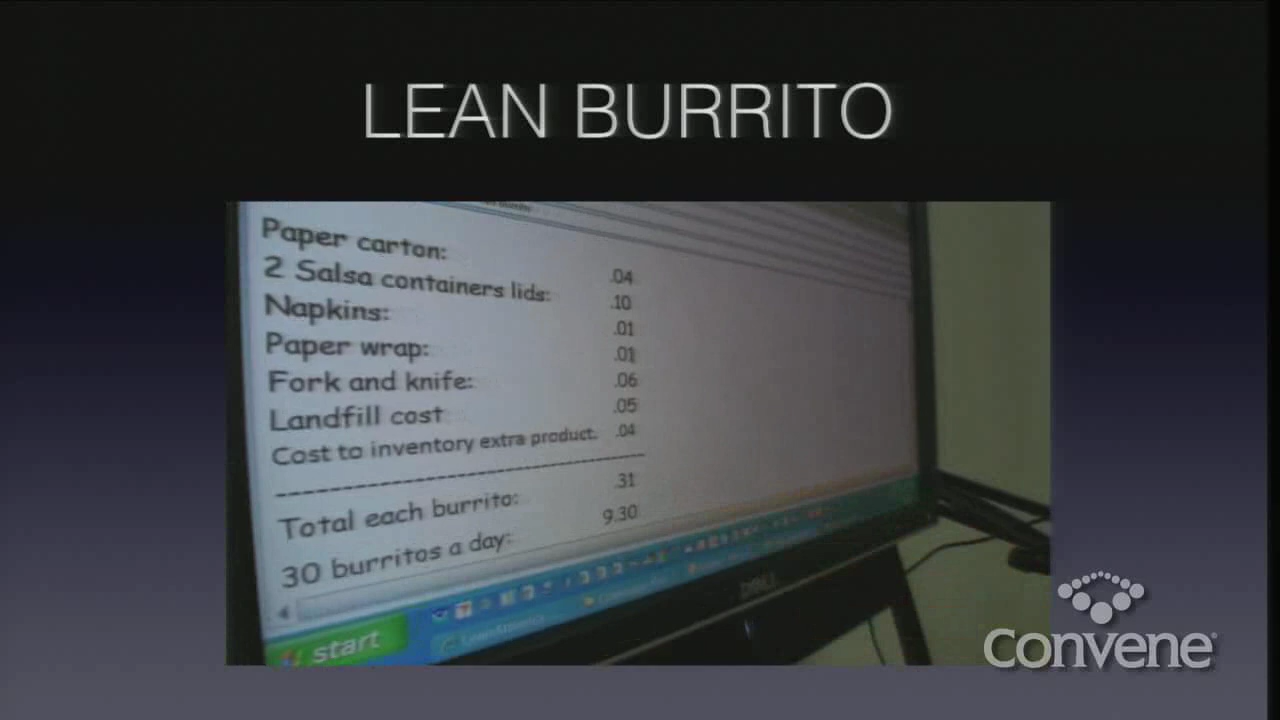 LEAN BURRITO
Paper carton: .04
2 Salsa containers lids: .10
Napkins: .01
Paper wrap: .01
Fork and knife: .06
Landfill cost .05
Cost to inventory extra product: .04
--------------------------------------------------
Total each burrito: .31
30 burritos a day: 9.30
start
DELL
Convene®